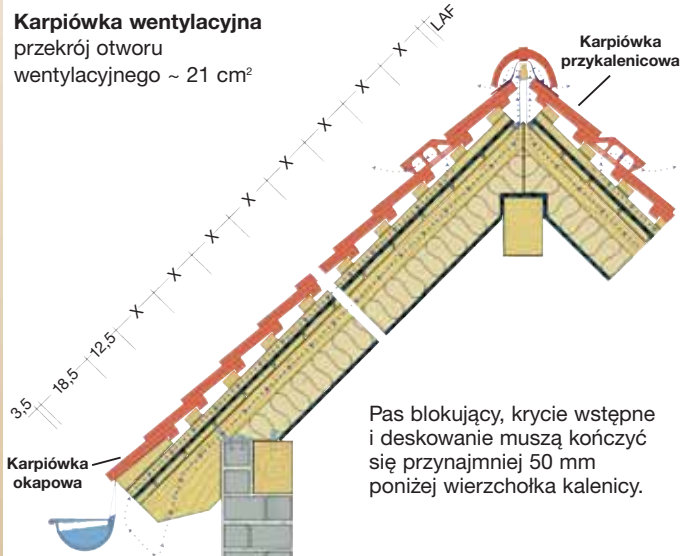 Karpiówka wentylacyjna
przekrój otworu
wentylacyjnego ~ 21 cm²
LAF
X
X
X
X
X
X
X
12,5
18,5
3,5
Karpiówka
przykalenicowa
Karpiówka
okapowa
Pas blokujący, krycie wstępne
i deskowanie muszą kończyć
się przynajmniej 50 mm
poniżej wierzchołka kalenicy.